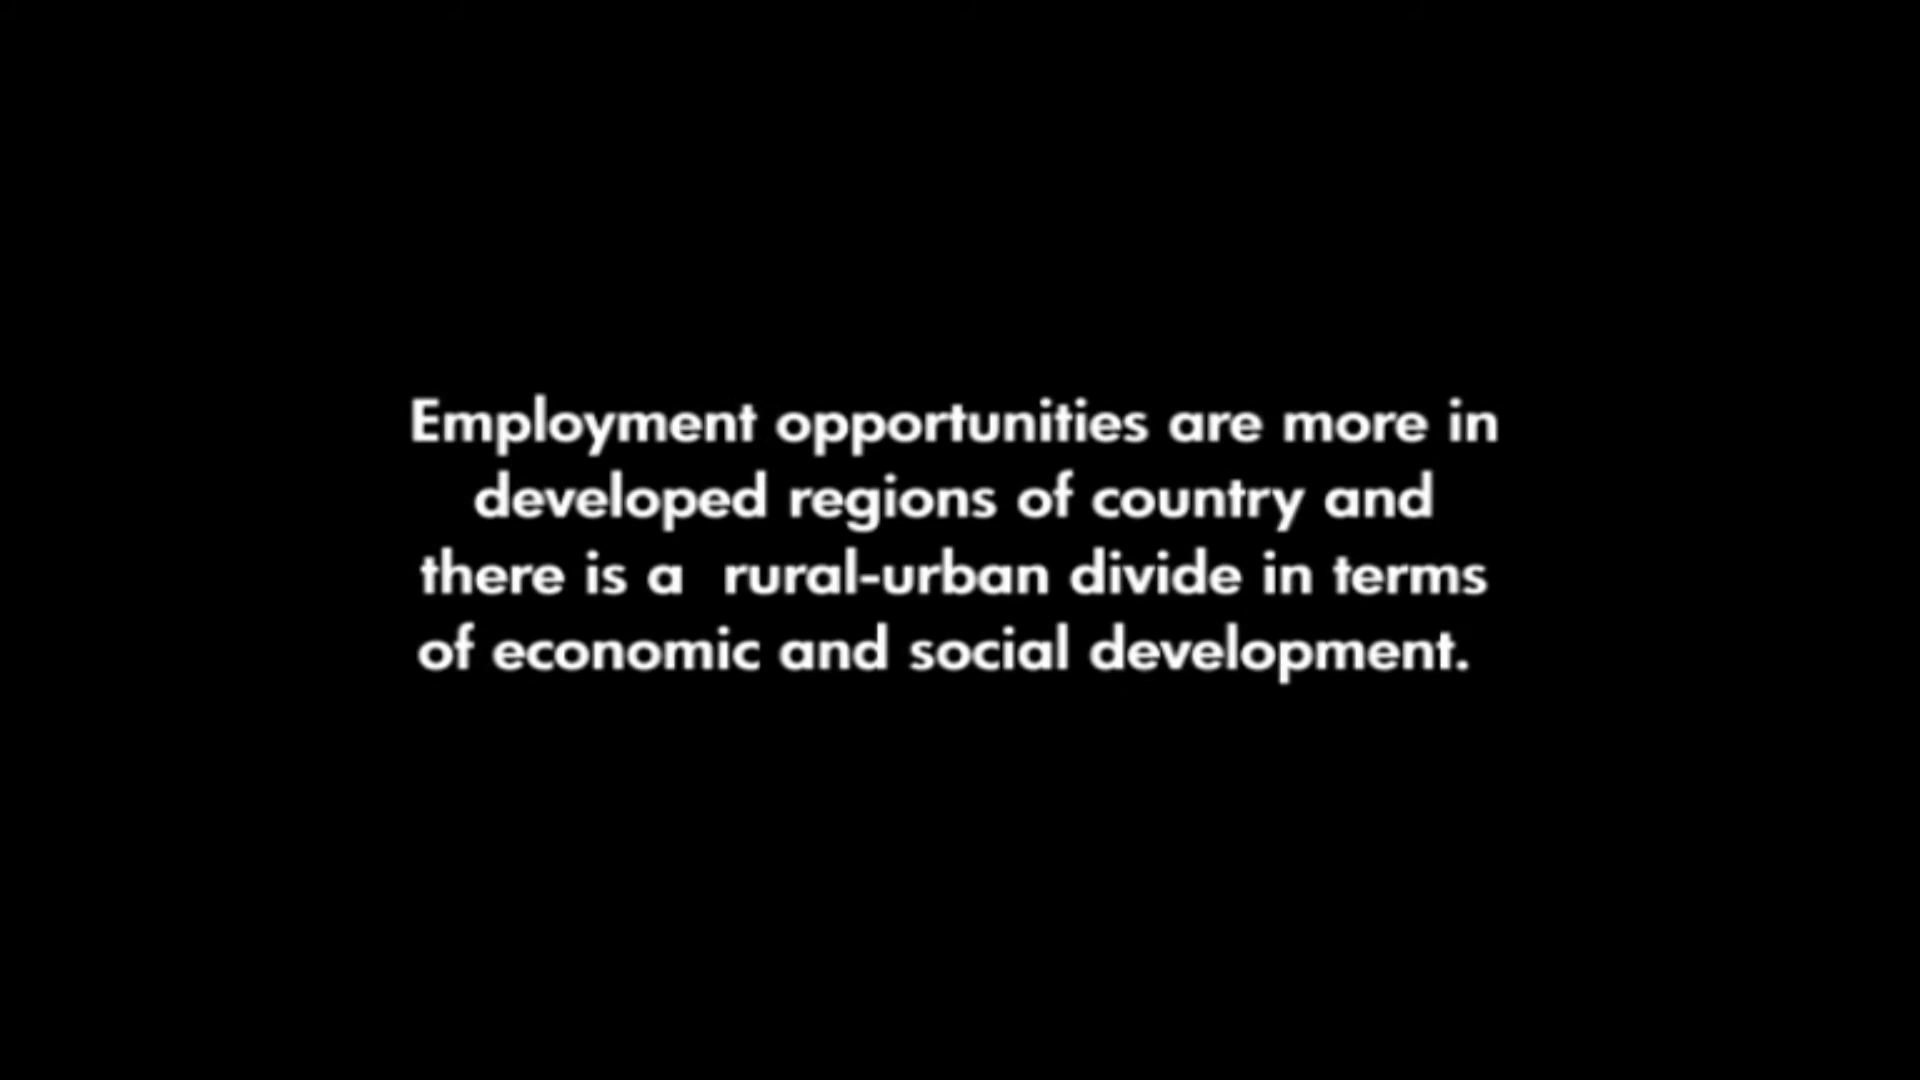 Employment opportunities are more in
developed regions of country and
there is a  rural-urban divide in terms
of economic and social development.